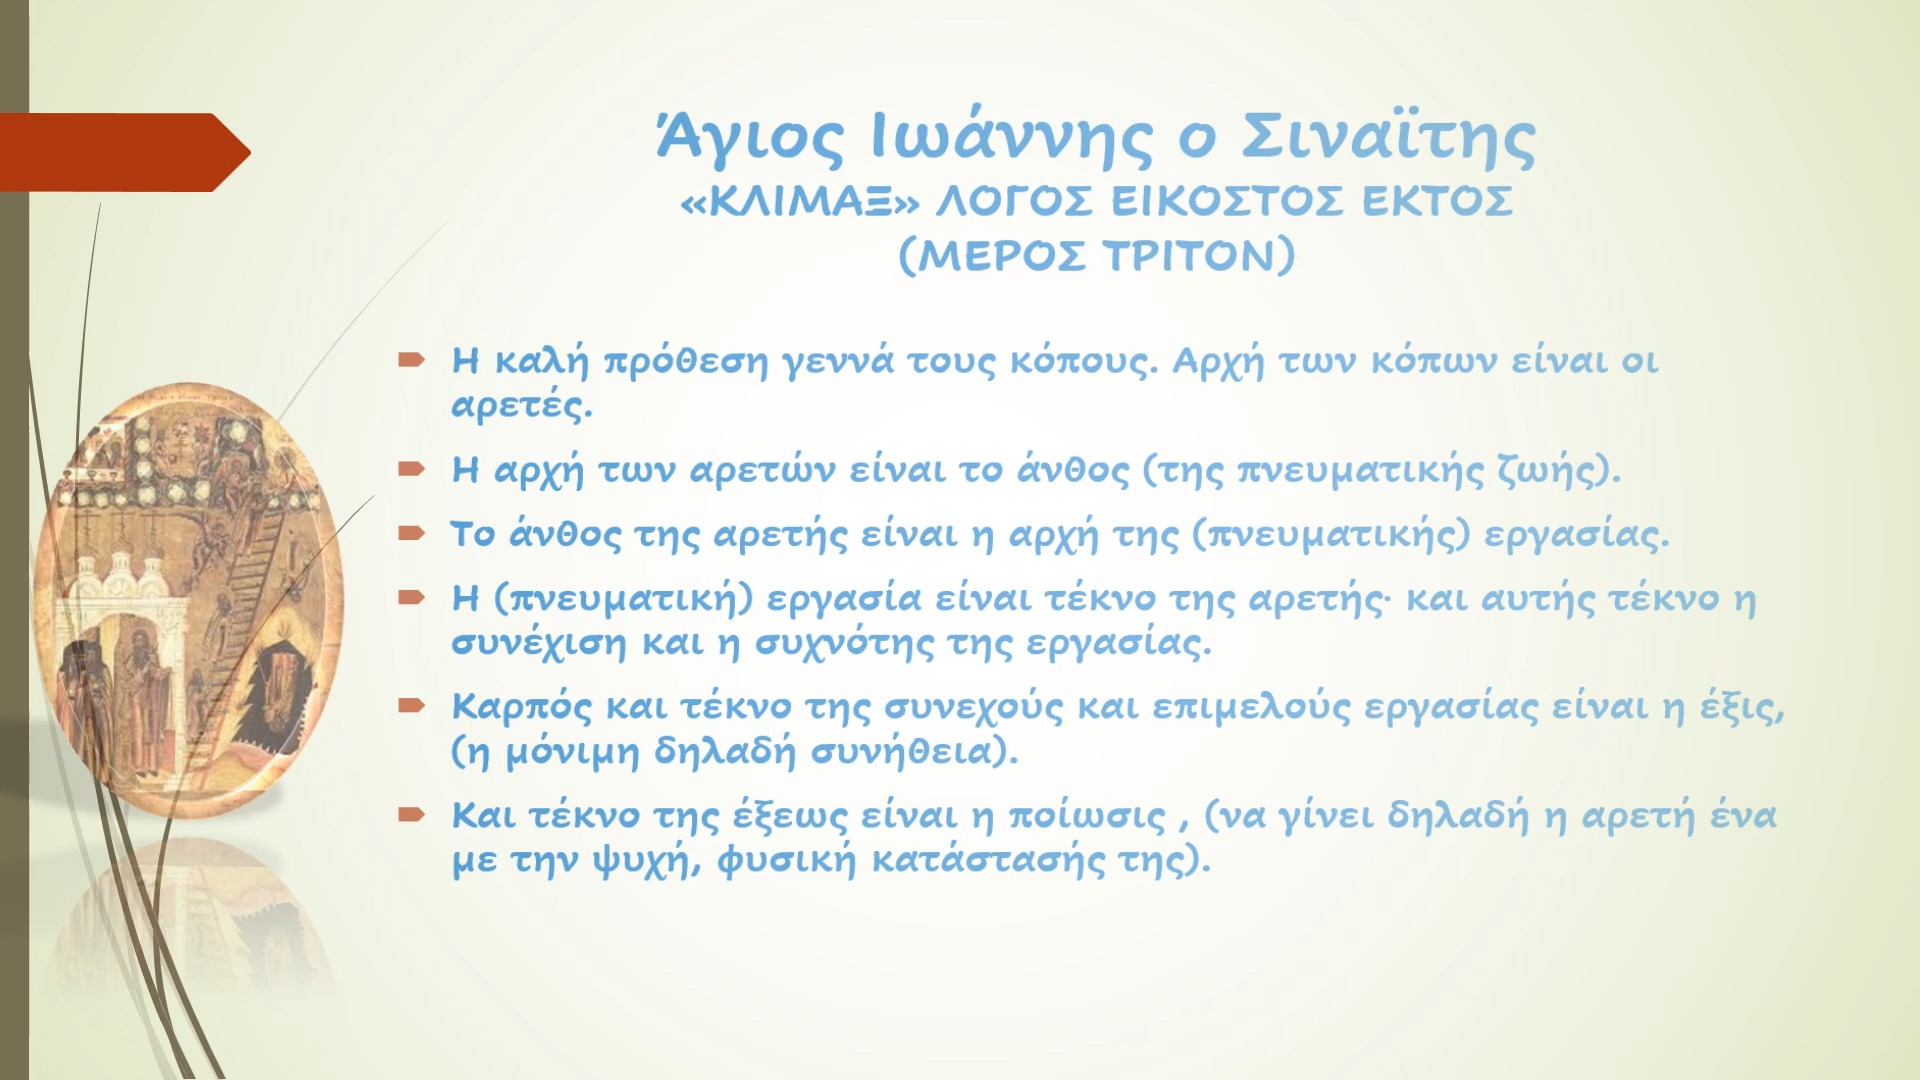 Άγιος Ιωάννης ο Σιναϊτης
«ΚΛΙΜΑΞ» ΛΟΓΟΣ ΕΙΚΟΣΤΟΣ ΕΚΤΟΣ
(ΜΕΡΟΣ ΤΡΙΤΟΝ)
Η καλή πρόθεση γεννά τους κόπους. Αρχή των κόπων είναι οι
αρετές.
Η αρχή των αρετών είναι το άνθος (της πνευματικής ζωής).
Το άνθος της αρετής είναι η αρχή της (πνευματικής) εργασίας.
Η (πνευματική) εργασία είναι τέκνο της αρετής· και αυτής τέκνο η
συνέχιση και η συχνότης της εργασίας.
Καρπός και τέκνο της συνεχούς και επιμελούς εργασίας είναι η έξις,
(η μόνιμη δηλαδή συνήθεια).
Και τέκνο της έξεως είναι η ποίωσις , (να γίνει δηλαδή η αρετή ένα
με την ψυχή, φυσική κατάστασής της).